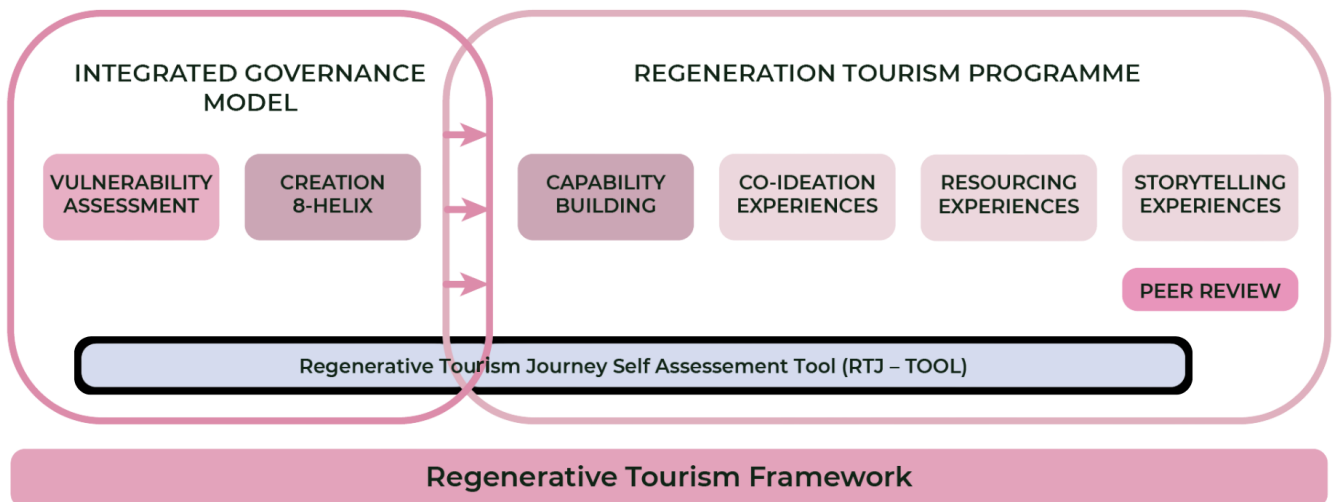 INTEGRATED GOVERNANCE
MODEL
REGENERATION TOURISM PROGRAMME
VULNERABILITY
ASSESSMENT
CREATION
8-HELIX
CAPABILITY
BUILDING
CO-IDEATION
EXPERIENCES
RESOURCING
EXPERIENCES
STORYTELLING
EXPERIENCES
PEER REVIEW
Regenerative Tourism Journey Self Assessement Tool (RTJ – TOOL)
Regenerative Tourism Framework